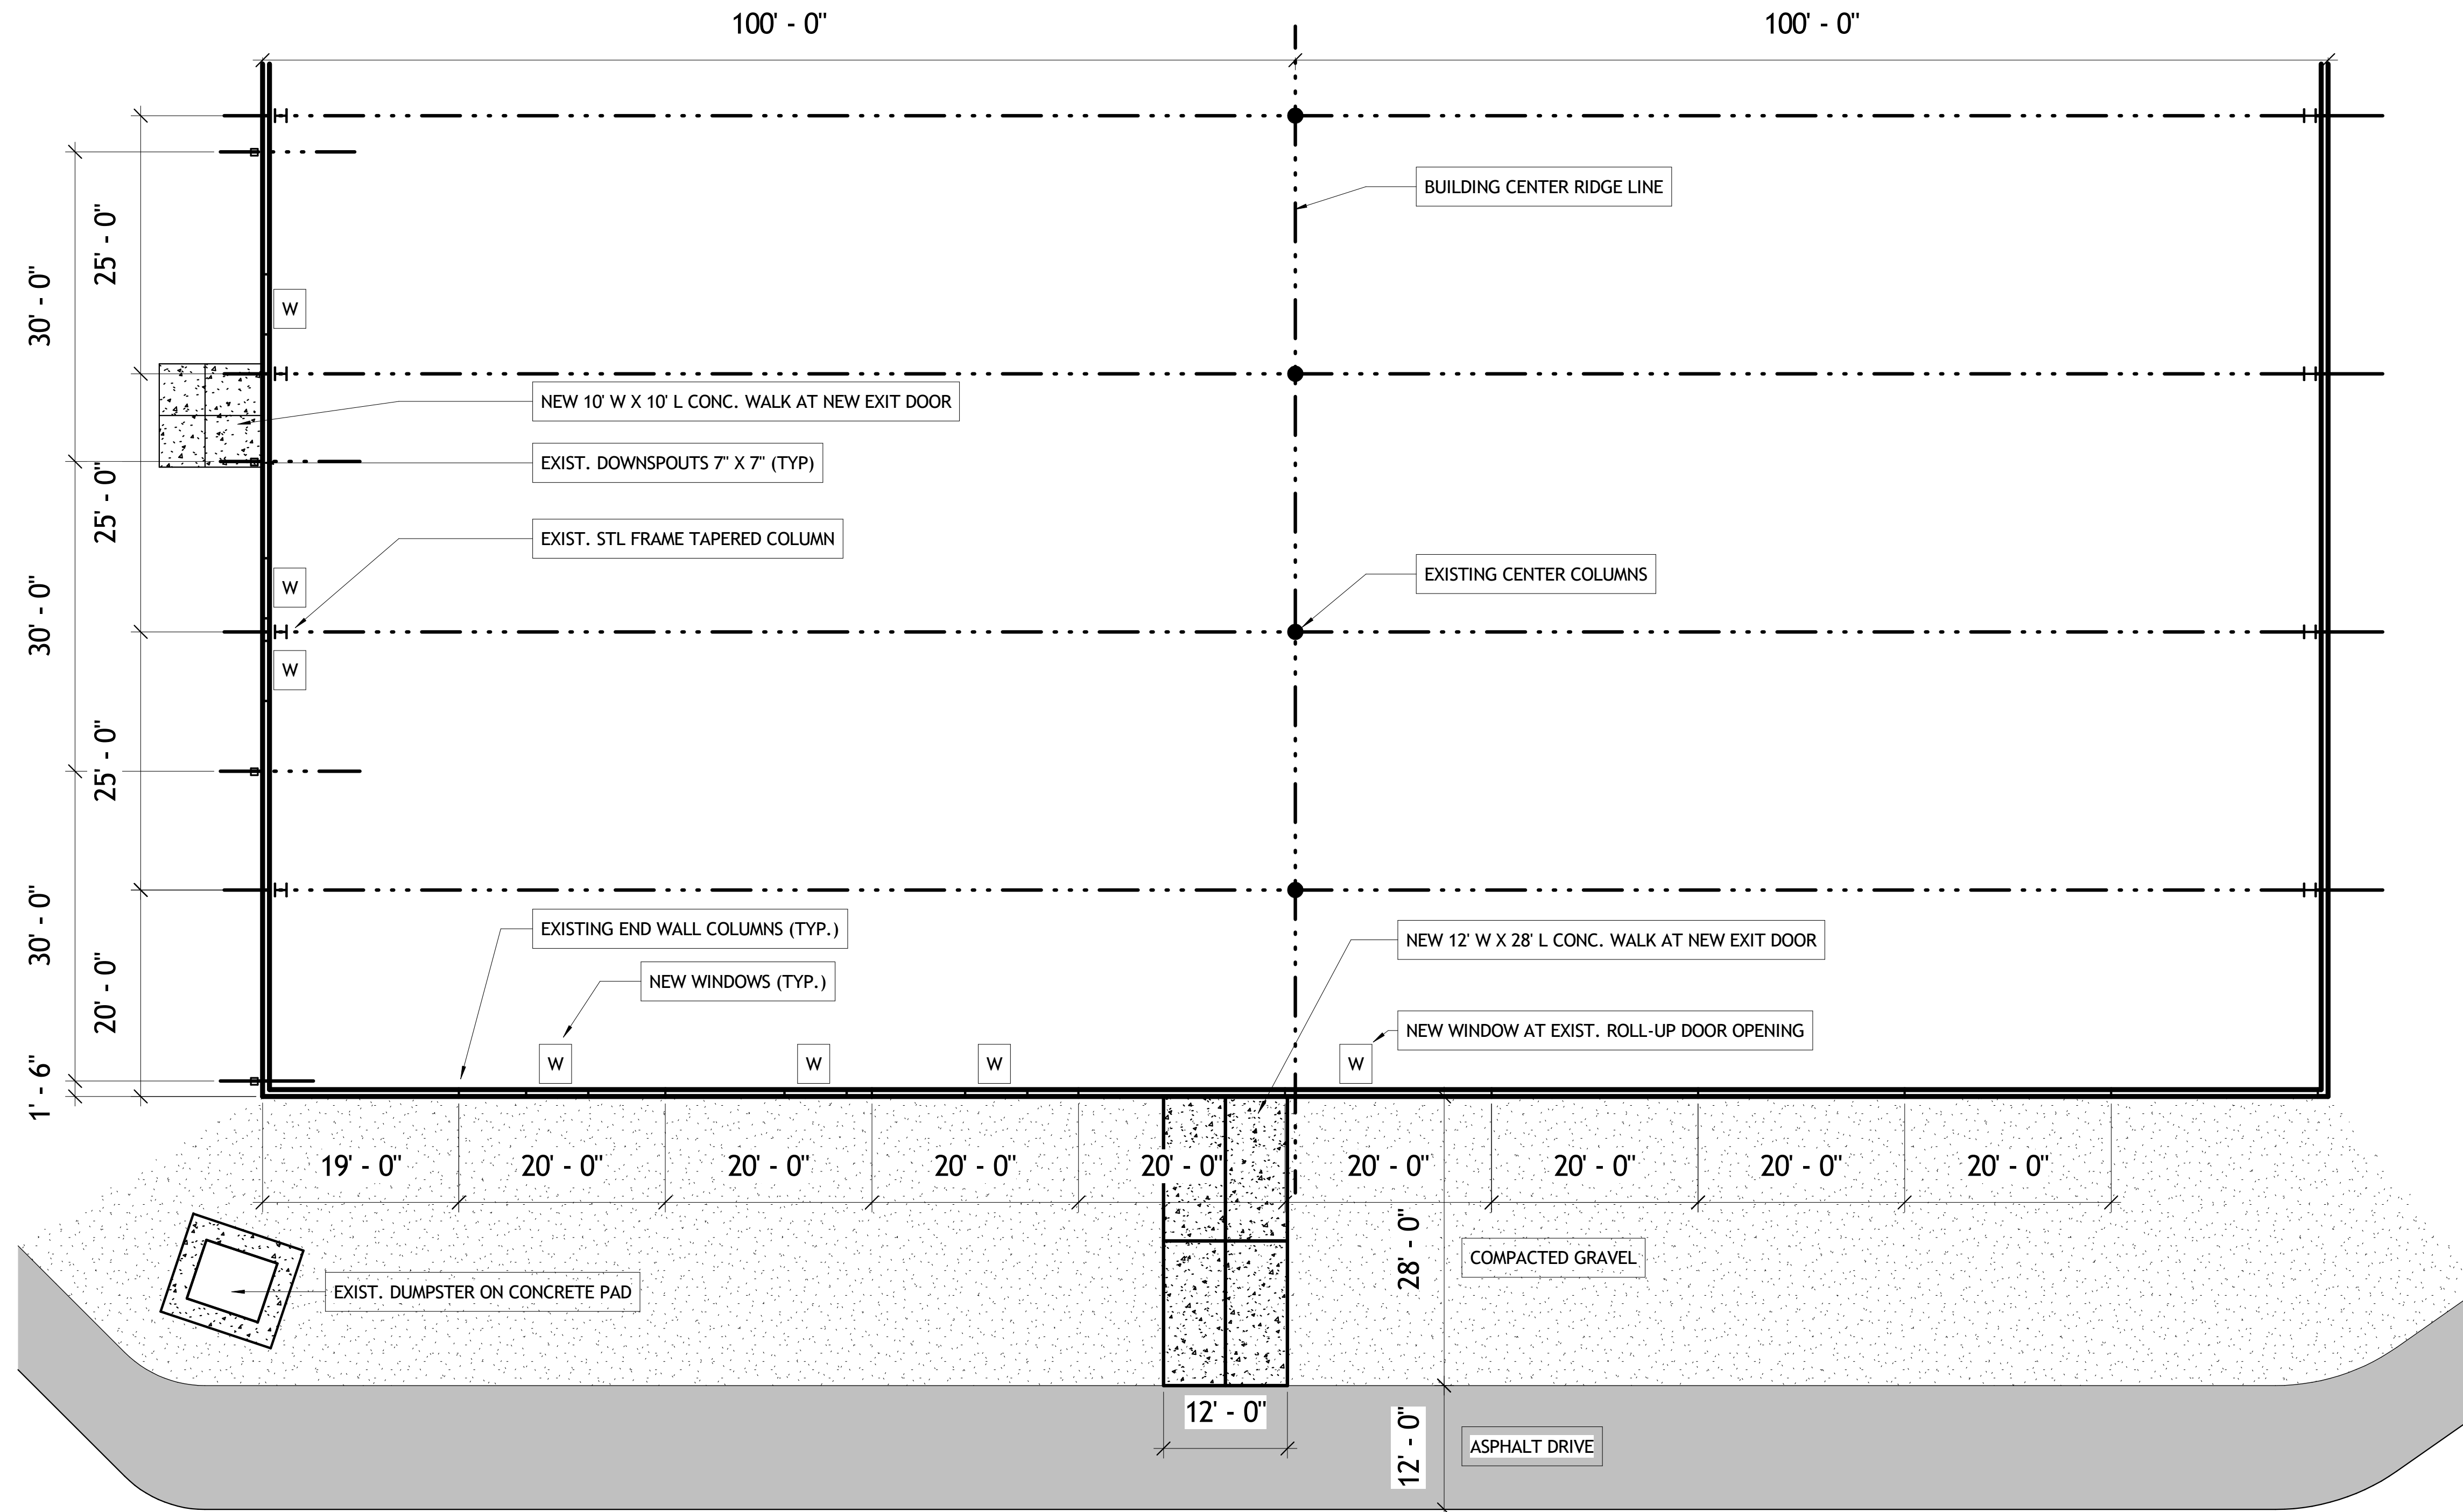 100' - 0"
100' - 0"
BUILDING CENTER RIDGE LINE
25' - 0"
30' - 0"
W
NEW 10' W X 10' L CONC. WALK AT NEW EXIT DOOR
EXIST. DOWNSPOUTS 7" X 7" (TYP)
25' - 0"
EXIST. STL FRAME TAPERED COLUMN
EXISTING CENTER COLUMNS
W
30' - 0"
W
25' - 0"
EXISTING END WALL COLUMNS (TYP.)
30' - 0"
NEW 12' W X 28' L CONC. WALK AT NEW EXIT DOOR
NEW WINDOWS (TYP.)
20' - 0"
NEW WINDOW AT EXIST. ROLL-UP DOOR OPENING
W
W
W
W
1' - 6"
19' - 0"
20' - 0"
20' - 0"
20' - 0"
20' - 0"
20' - 0"
20' - 0"
20' - 0"
20' - 0"
28' - 0"
COMPACTED GRAVEL
EXIST. DUMPSTER ON CONCRETE PAD
12' - 0"
12' - 0"
ASPHALT DRIVE